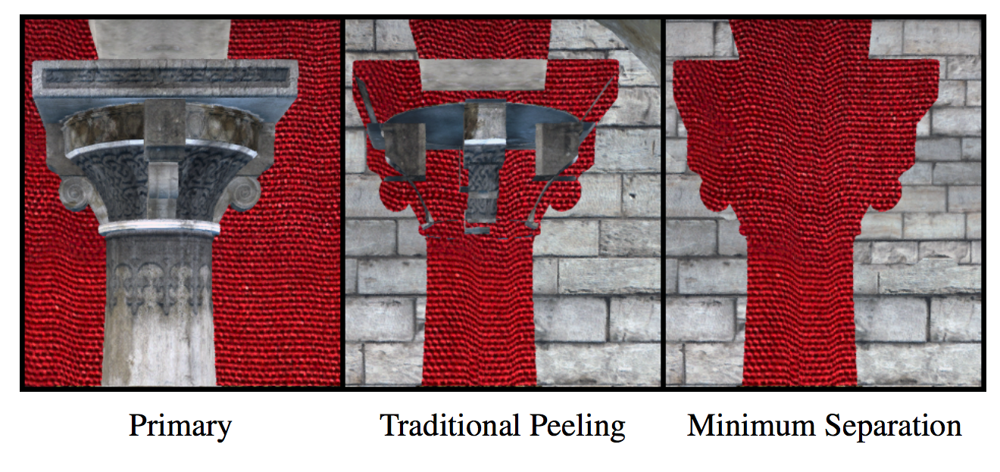 Primary
Traditional Peeling
Minimum Separation